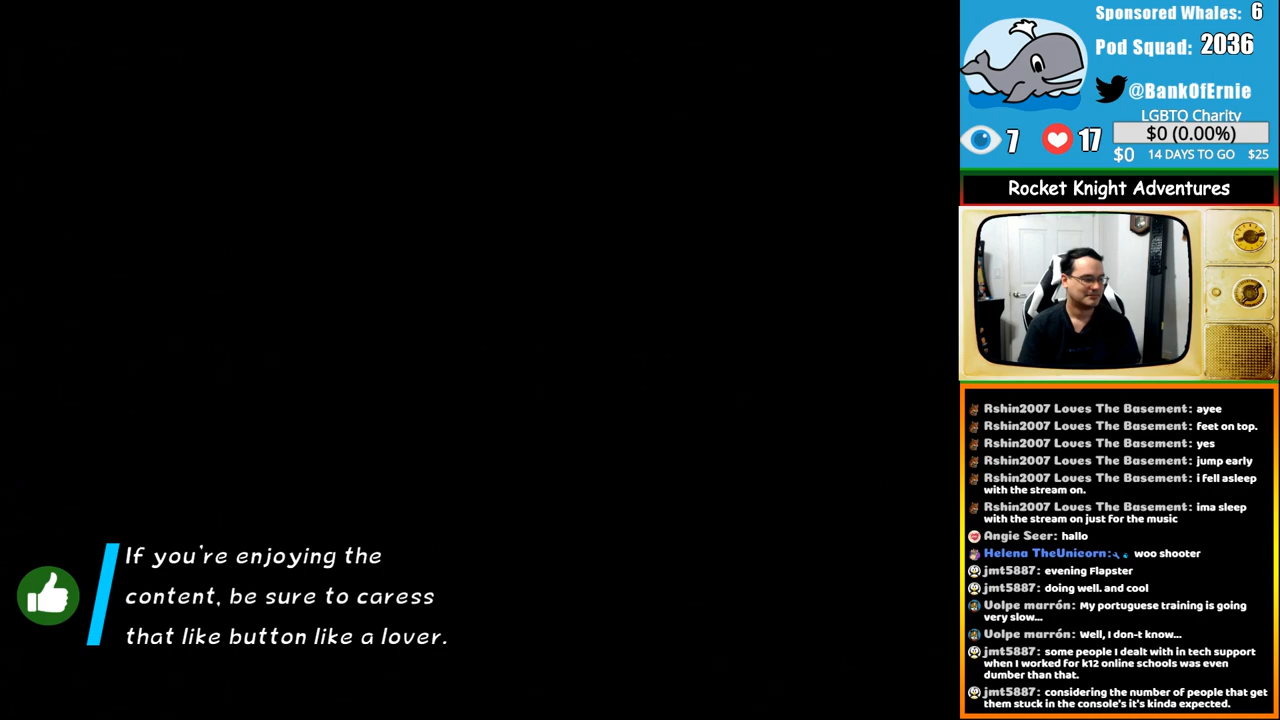 Sponsored Whales: 6
Pod Squad: 2036
@BankOfErnie
LGBTQ Charity
7
17
$0 (0.00%)
$0 14 DAYS TO GO $25
Rocket Knight Adventures
Rshin2007 Loves The Basement: ayee
Rshin2007 Loves The Basement: feet on top.
Rshin2007 Loves The Basement: yes
Rshin2007 Loves The Basement: jump early
Rshin2007 Loves The Basement: i fell asleep
with the stream on.
Rshin2007 Loves The Basement: ima sleep
with the stream on just for the music
Angie Seer: hallo
Helena TheUnicorn: woo shooter
jmt5887: evening Flapster
jmt5887: doing well. and cool
Uolpe marrón: My portuguese training is going
very slow...
Uolpe marrón: Well, I don-t know...
jmt5887: some people I dealt with in tech support
when I worked for k12 online schools was even
dumber than that.
jmt5887: considering the number of people that get
them stuck in the console's it's kinda expected.
If you're enjoying the
content, be sure to caress
that like button like a lover.